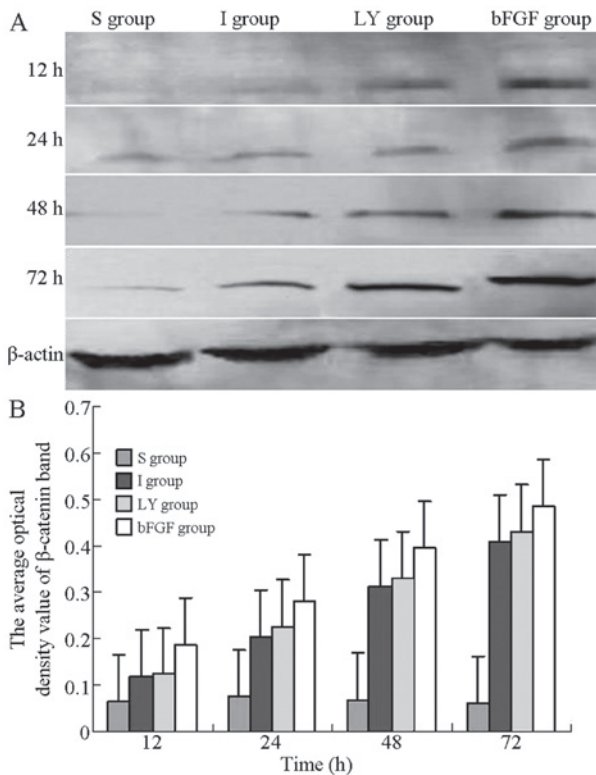 A
S group I group LY group bFGF group
12 h
24 h
48 h
72 h
β-actin
B
The average optical
density value of β-catenin band
0.7
0.6
0.5
0.4
0.3
0.2
0.1
0
S group
I group
LY group
bFGF group
12 24 48 72
Time (h)